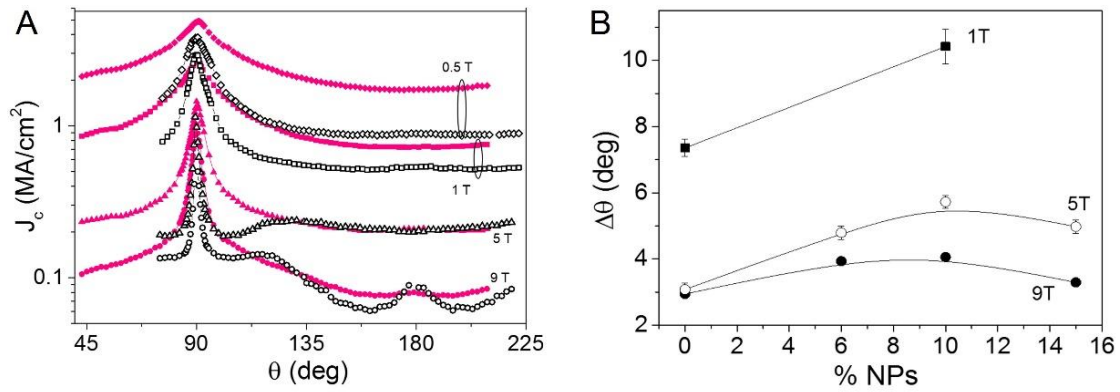 A
J_c (MA/cm²)
1
0.1
0.5 T
1 T
5 T
9 T
45 90 135 180 225
θ (deg)
B
Δθ (deg)
10
8
6
4
2
1T
5T
9T
0 2 4 6 8 10 12 14 16
% NPs